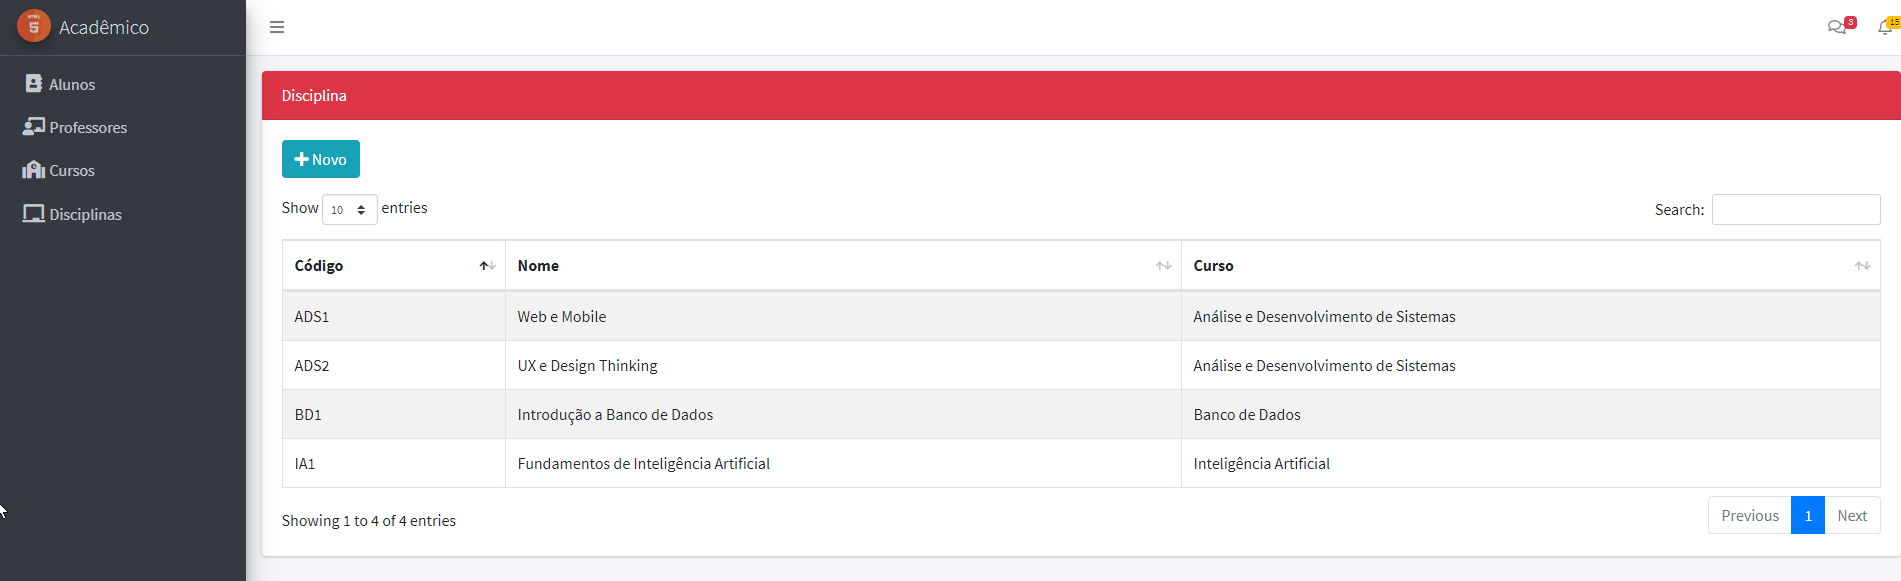 HTML
5
Acadêmico
3
15
Alunos
Professores
Cursos
Disciplinas
Disciplina
Novo
Show 10 entries
Search:
Código Nome Curso
ADS1 Web e Mobile Análise e Desenvolvimento de Sistemas
ADS2 UX e Design Thinking Análise e Desenvolvimento de Sistemas
BD1 Introdução a Banco de Dados Banco de Dados
IA1 Fundamentos de Inteligência Artificial Inteligência Artificial
Showing 1 to 4 of 4 entries
Previous 1 Next